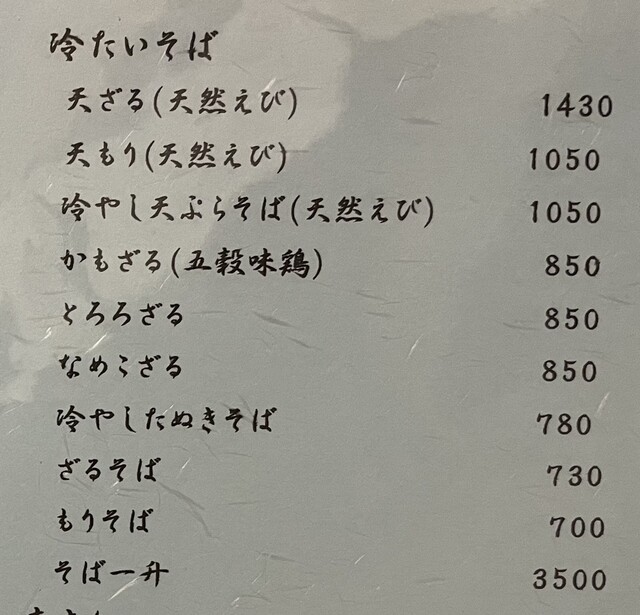 冷たいそば
天ざる(天然えび) 1430
天もり(天然えび) 1050
冷やし天ぷらそば(天然えび) 1050
かもざる(五穀味鶏) 850
とろろざる 850
なめこざる 850
冷やしたぬきそば 780
ざるそば 730
もりそば 700
そば一升 3500